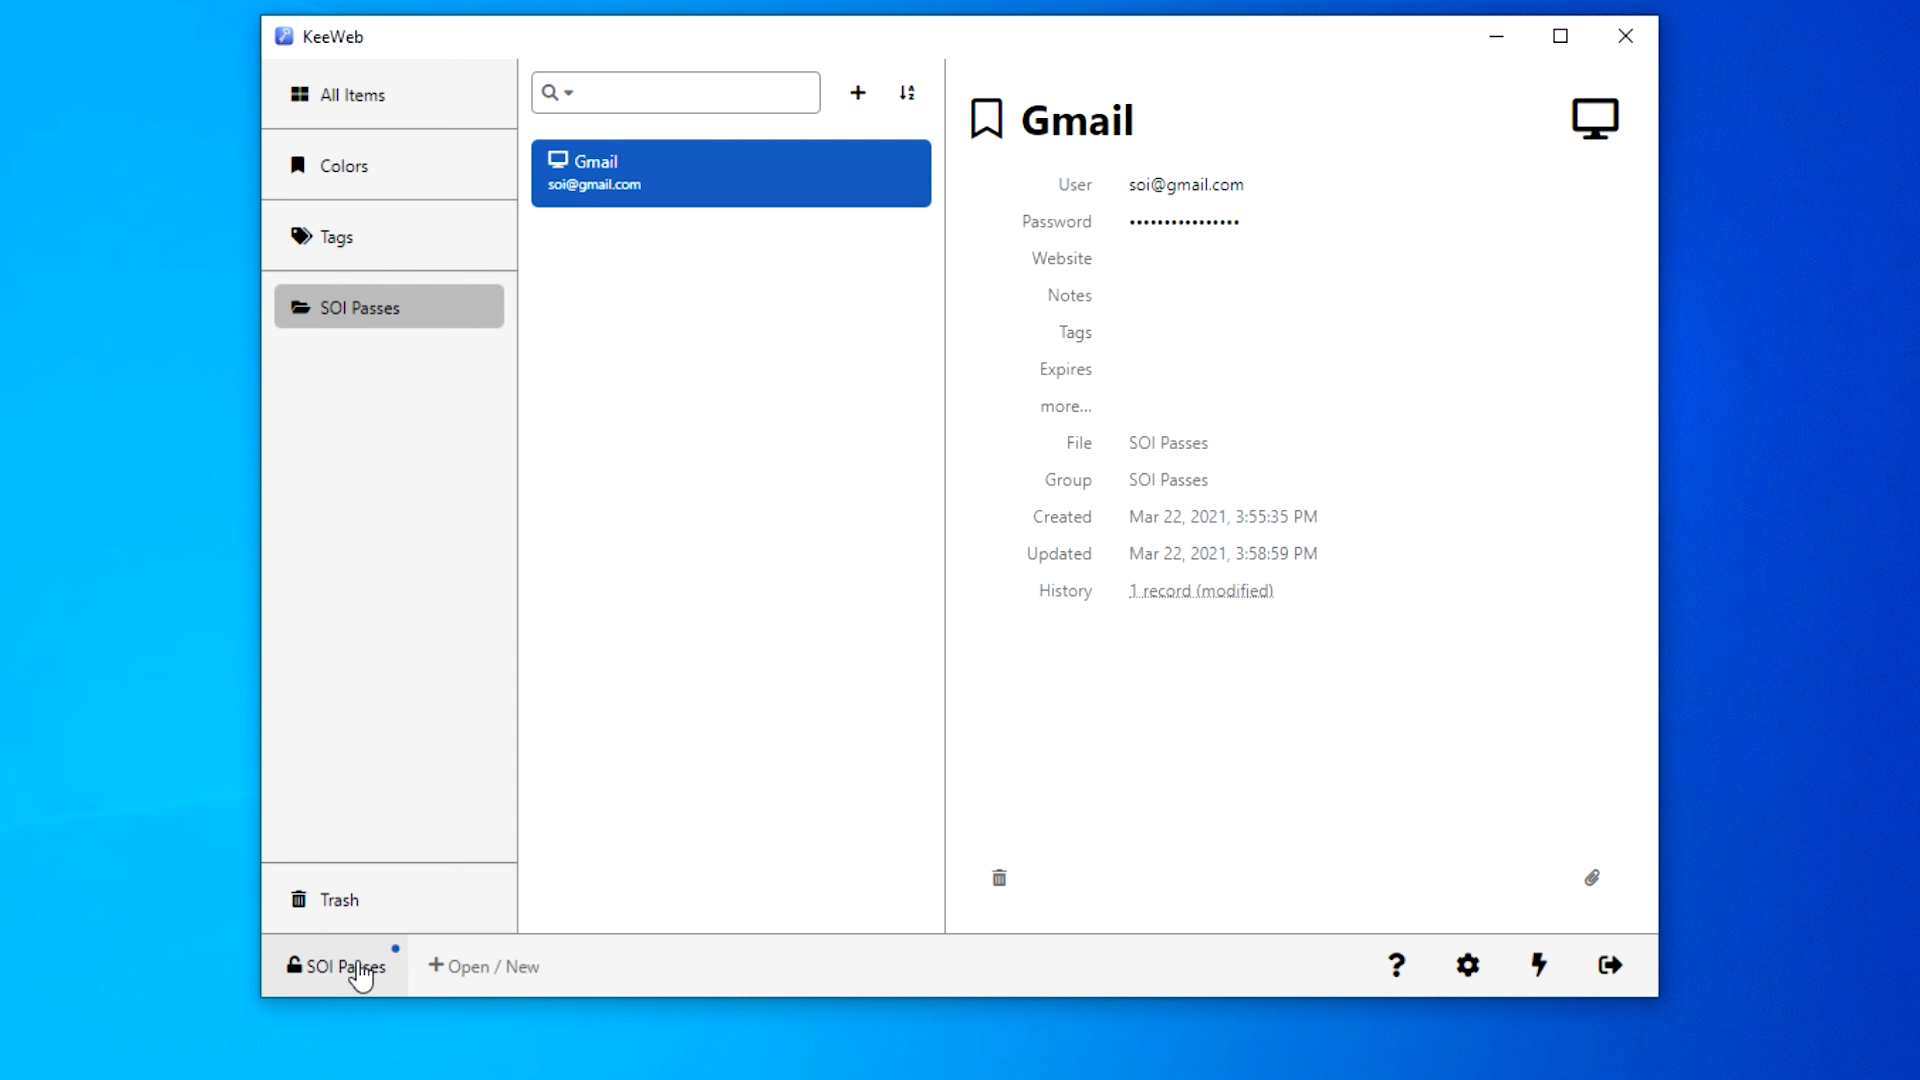 KeeWeb
All Items
Colors
Tags
SOI Passes
Trash
Gmail
soi@gmail.com
Gmail
User soi@gmail.com
Password ••••••••••••••••
Website
Notes
Tags
Expires
more...
File SOI Passes
Group SOI Passes
Created Mar 22, 2021, 3:55:35 PM
Updated Mar 22, 2021, 3:58:59 PM
History 1 record (modified)
SOI Passes + Open / New ?